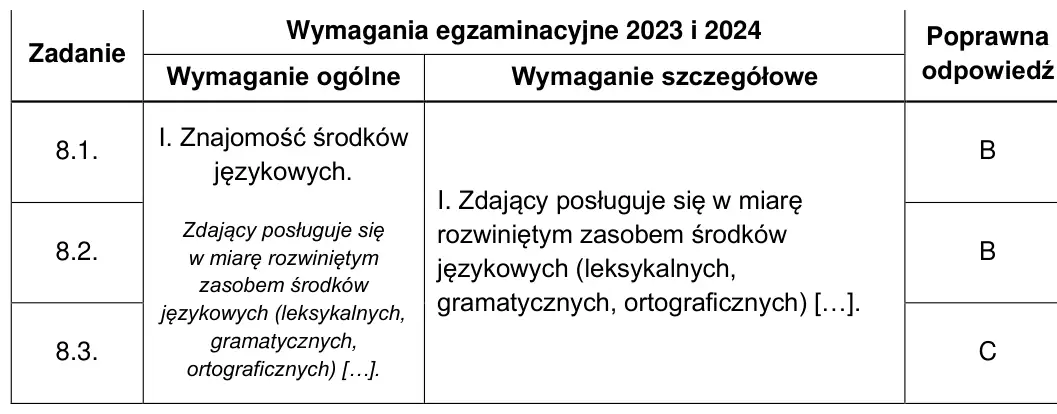 Zadanie
Wymagania egzaminacyjne 2023 i 2024
Poprawna
odpowiedź
Wymaganie ogólne
Wymaganie szczegółowe
8.1.
I. Znajomość środków
językowych.
Zdający posługuje się
w miarę rozwiniętym
zasobem środków
językowych (leksykalnych,
gramatycznych,
ortograficznych) […].
I. Zdający posługuje się w miarę
rozwiniętym zasobem środków
językowych (leksykalnych,
gramatycznych, ortograficznych) […].
B
8.2.
B
8.3.
C